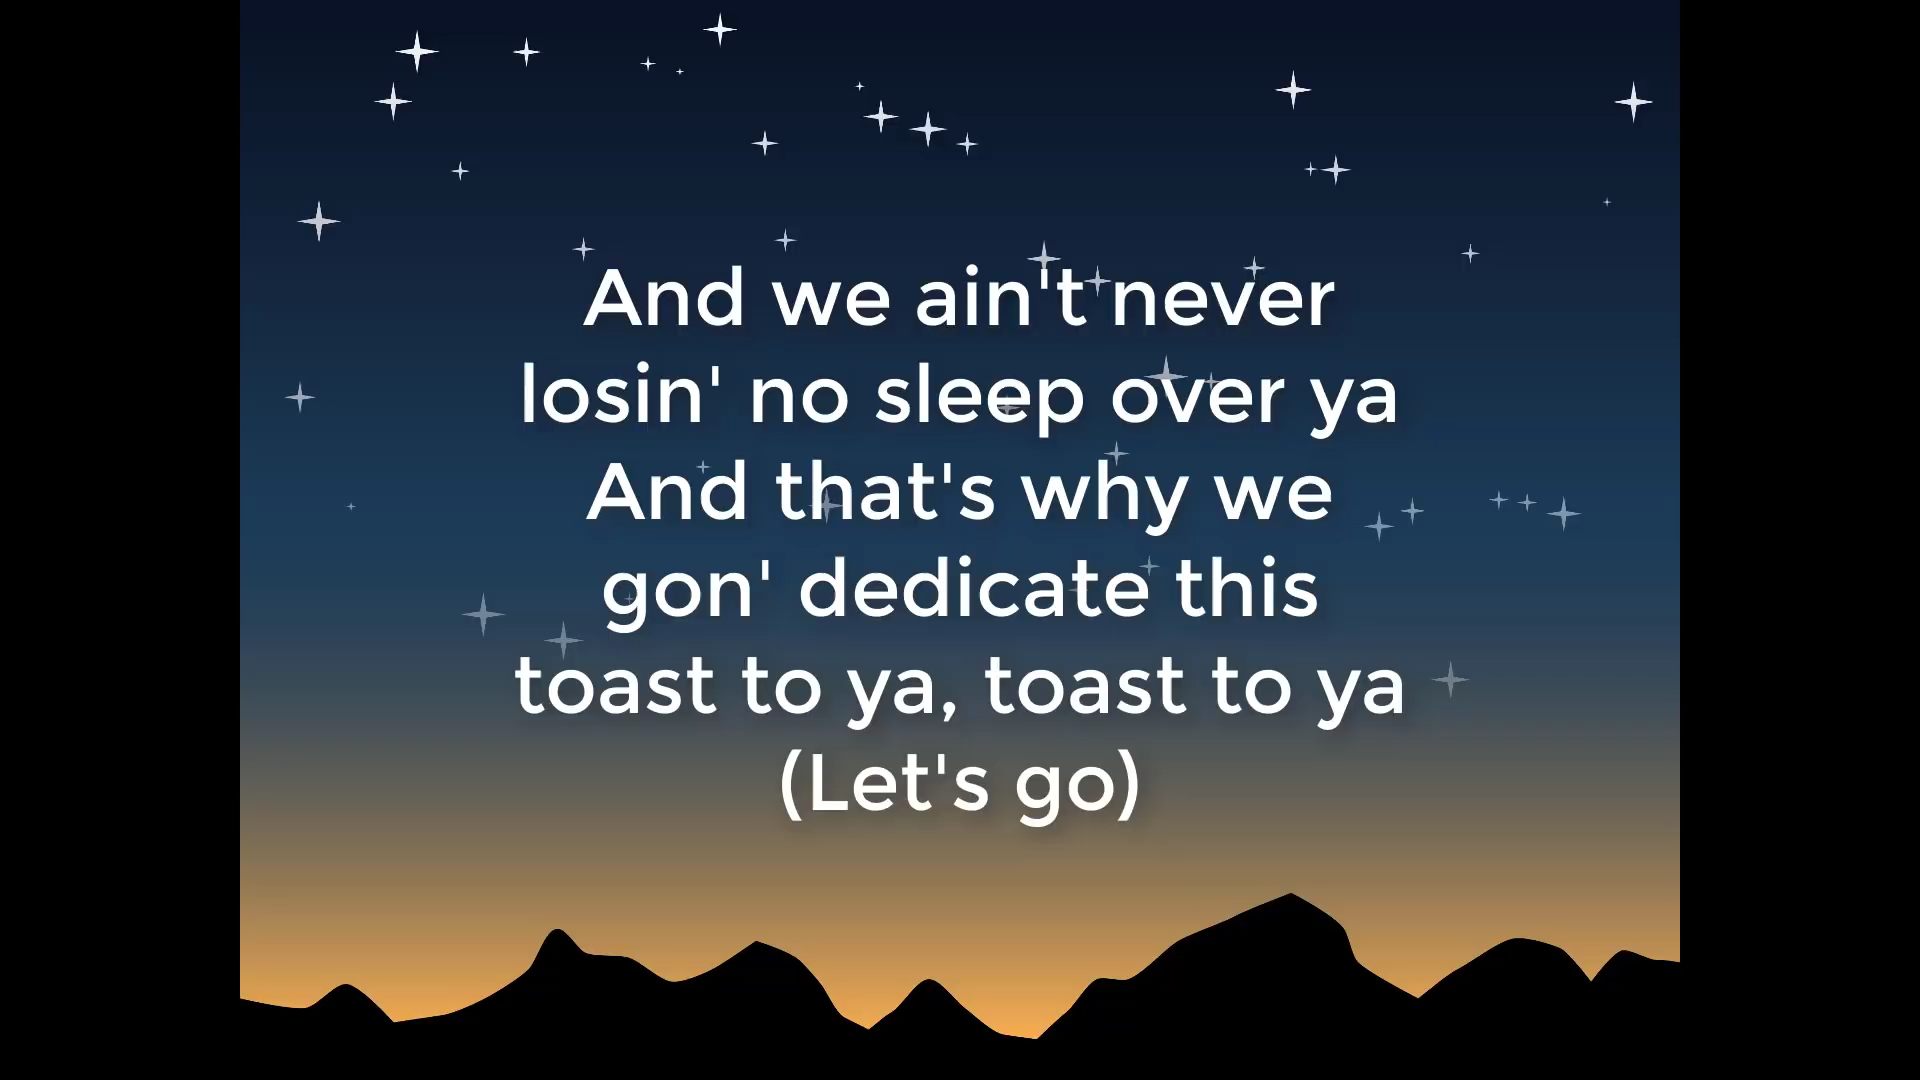 And we ain't never
losin' no sleep over ya
And that's why we
gon' dedicate this
toast to ya, toast to ya
(Let's go)